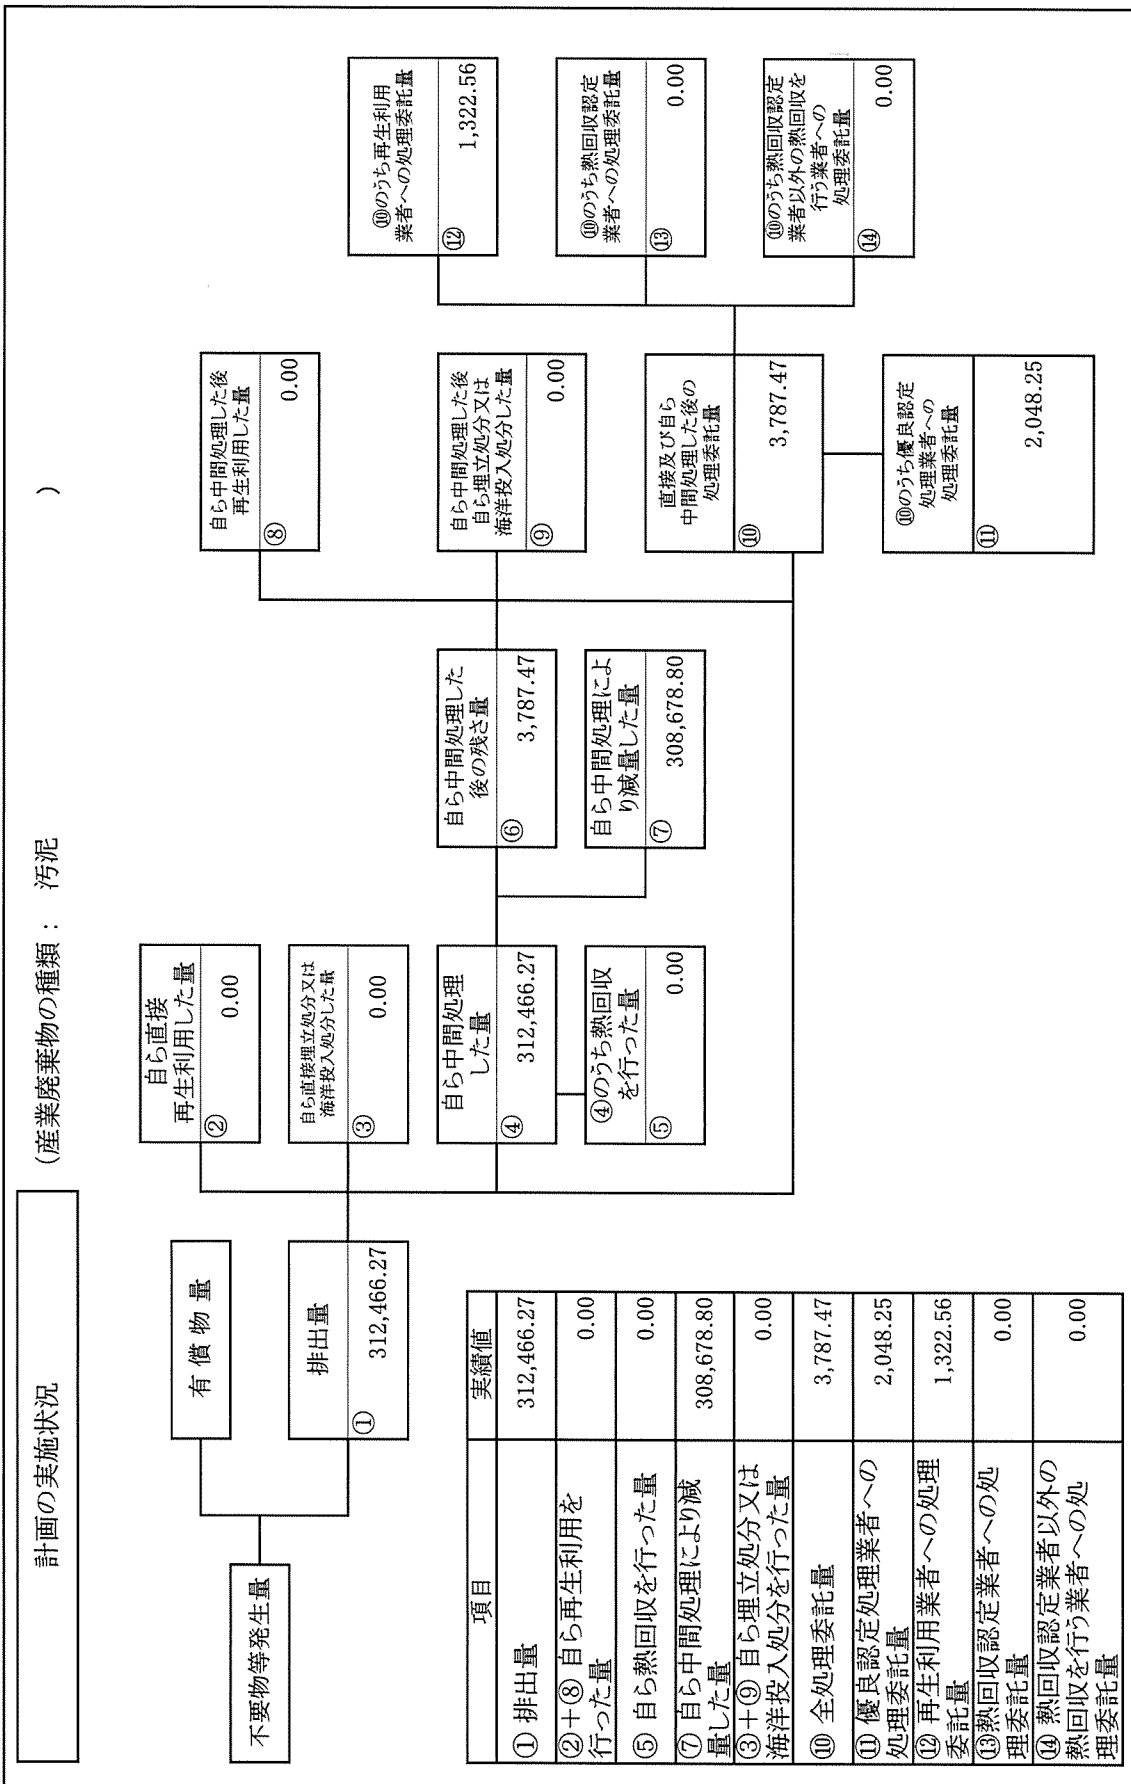 計画の実施状況
(産業廃棄物の種類： 汚泥 )
不要物等発生量
有 償 物 量
排出量
① 312,466.27
自ら直接
再生利用した量
② 0.00
自ら直接埋立処分又は
海洋投入処分した量
③ 0.00
自ら中間処理
した量
④ 312,466.27
④のうち熱回収
を行った量
⑤ 0.00
自ら中間処理した
後の残さ量
⑥ 3,787.47
自ら中間処理によ
り減量した量
⑦ 308,678.80
自ら中間処理した後
再生利用した量
⑧ 0.00
自ら中間処理した後
自ら埋立処分又は
海洋投入処分した量
⑨ 0.00
直接及び自ら
中間処理した後の
処理委託量
⑩ 3,787.47
⑩のうち優良認定
処理業者への
処理委託量
⑪ 2,048.25
⑩のうち再生利用
業者への処理委託量
⑫ 1,322.56
⑩のうち熱回収認定
業者への処理委託量
⑬ 0.00
⑩のうち熱回収認定
業者以外の熱回収を
行う業者への
処理委託量
⑭ 0.00
項目 実績値
① 排出量 312,466.27
②＋⑧ 自ら再生利用を 0.00
行った量
⑤ 自ら熱回収を行った量 0.00
⑦ 自ら中間処理により減 308,678.80
量した量
③＋⑨ 自ら埋立処分又は 0.00
海洋投入処分を行った量
⑩ 全処理委託量 3,787.47
⑪ 優良認定処理業者への 2,048.25
処理委託量
⑫ 再生利用業者への処理 1,322.56
委託量
⑬熱回収認定業者への処 0.00
理委託量
⑭ 熱回収認定業者以外の 0.00
熱回収を行う業者への処
理委託量